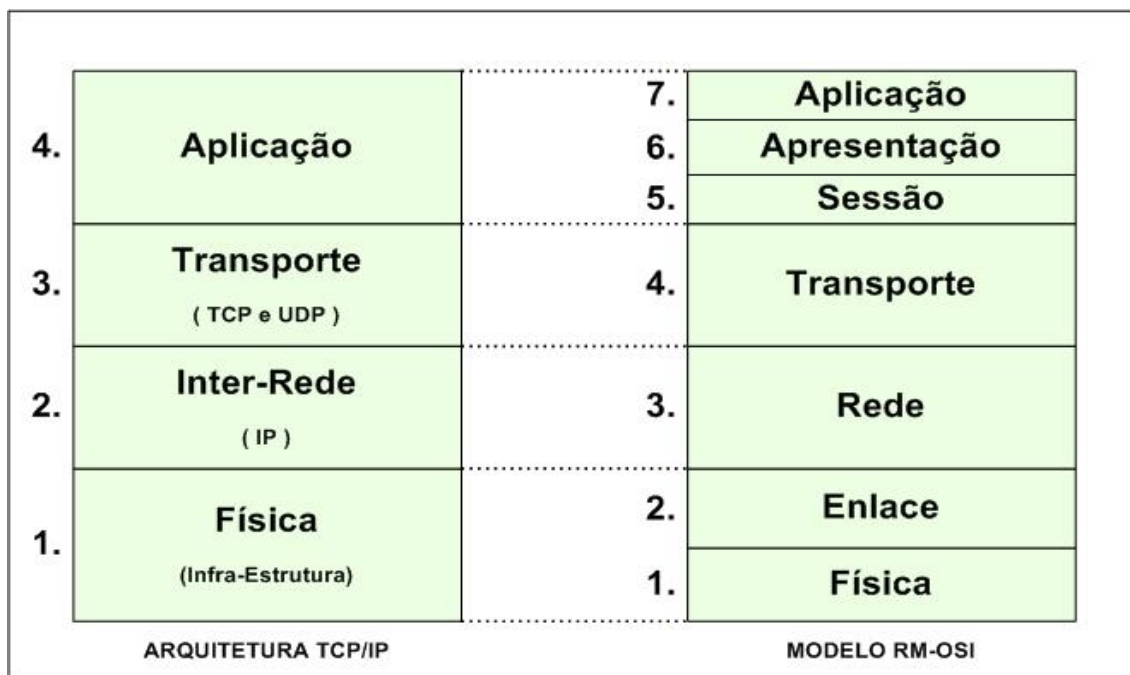 4.
Aplicação
3.
Transporte
( TCP e UDP )
2.
Inter-Rede
( IP )
1.
Física
(Infra-Estrutura)
ARQUITETURA TCP/IP
7.
Aplicação
6.
Apresentação
5.
Sessão
4.
Transporte
3.
Rede
2.
Enlace
1.
Física
MODELO RM-OSI